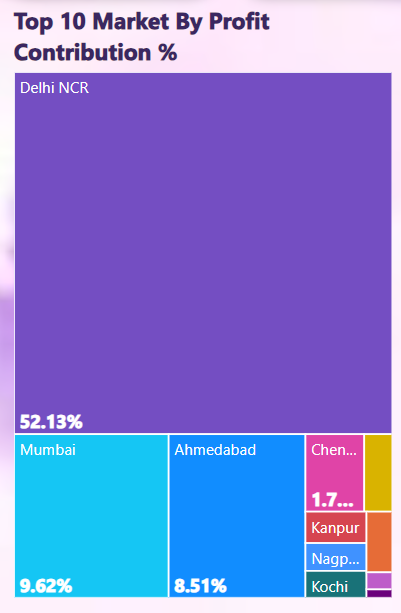 Top 10 Market By Profit
Contribution %
Delhi NCR
52.13%
Mumbai
9.62%
Ahmedabad
8.51%
Chen...
1.7...
Kanpur
Nagp...
Kochi